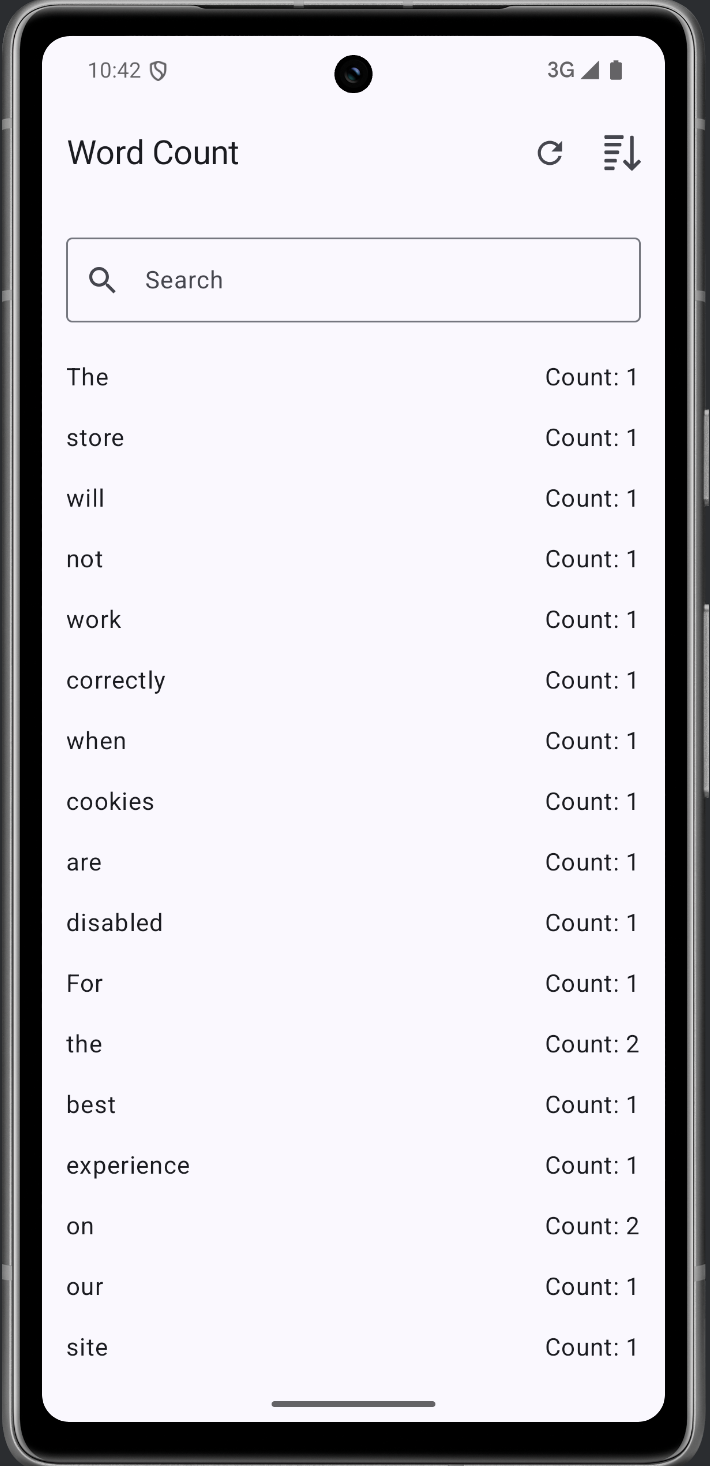 10:42 3G
Word Count
Search
The Count: 1
store Count: 1
will Count: 1
not Count: 1
work Count: 1
correctly Count: 1
when Count: 1
cookies Count: 1
are Count: 1
disabled Count: 1
For Count: 1
the Count: 2
best Count: 1
experience Count: 1
on Count: 2
our Count: 1
site Count: 1